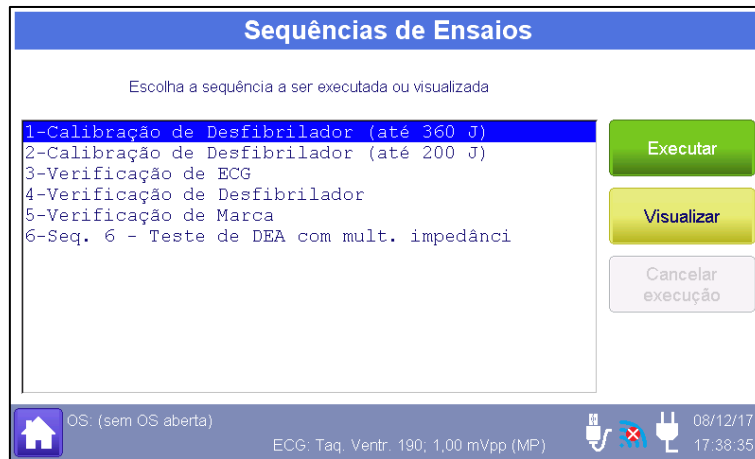 Sequências de Ensaios
Escolha a sequência a ser executada ou visualizada
1-Calibração de Desfibrilador (até 360 J)
2-Calibração de Desfibrilador (até 200 J)
3-Verificação de ECG
4-Verificação de Desfibrilador
5-Verificação de Marca
6-Seq. 6 - Teste de DEA com mult. impedânci
Executar
Visualizar
Cancelar
execução
OS: (sem OS aberta)
ECG: Taq. Ventr. 190; 1,00 mVpp (MP)
08/12/17
17:38:35